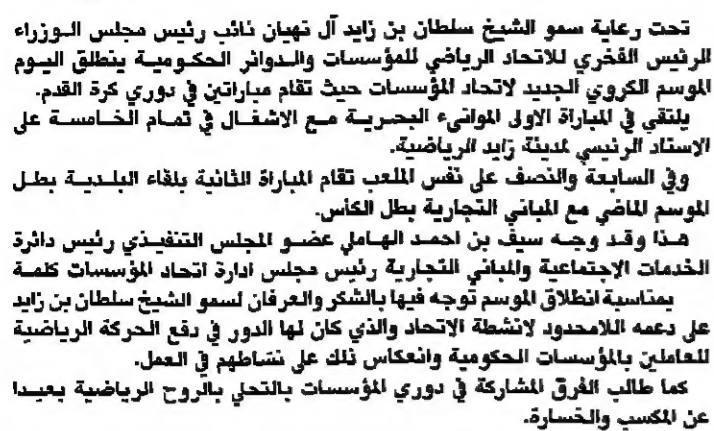 تحت رعاية سمو الشيخ سلطان بن زايد آل نهيان نائب رئيس مجلس الوزراء
الرئيس الفخري للاتحاد الرياضي للمؤسسات والدوائر الحكومية ينطلق اليوم
الموسم الكروي الجديد لاتحاد المؤسسات حيث تقام مباراتين في دوري كرة القدم.
يلتقي في المباراة الاولى الموانىء البحرية مع الاشغال في تمام الخامسة على
الاستاد الرئيسي لمدينة زايد الرياضية.
وفي السابعة والنصف على نفس الملعب تقام المباراة الثانية بلقاء البلدية بطل
الموسم الماضي مع المباني التجارية بطل الكأس.
هذا وقد وجه سيف بن احمد الهاملي عضو المجلس التنفيذي رئيس دائرة
الخدمات الإجتماعية والمباني التجارية رئيس مجلس ادارة اتحاد المؤسسات كلمة
بمناسبة انطلاق الموسم توجه فيها بالشكر والعرفان لسمو الشيخ سلطان بن زايد
على دعمه اللامحدود لانشطة الاتحاد والذي كان لها الدور في دفع الحركة الرياضية
للعاملين بالمؤسسات الحكومية وانعكاس ذلك على نشاطهم في العمل.
كما طالب الفرق المشاركة في دوري المؤسسات بالتحلي بالروح الرياضية بعيدا
عن المكسب والخسارة.